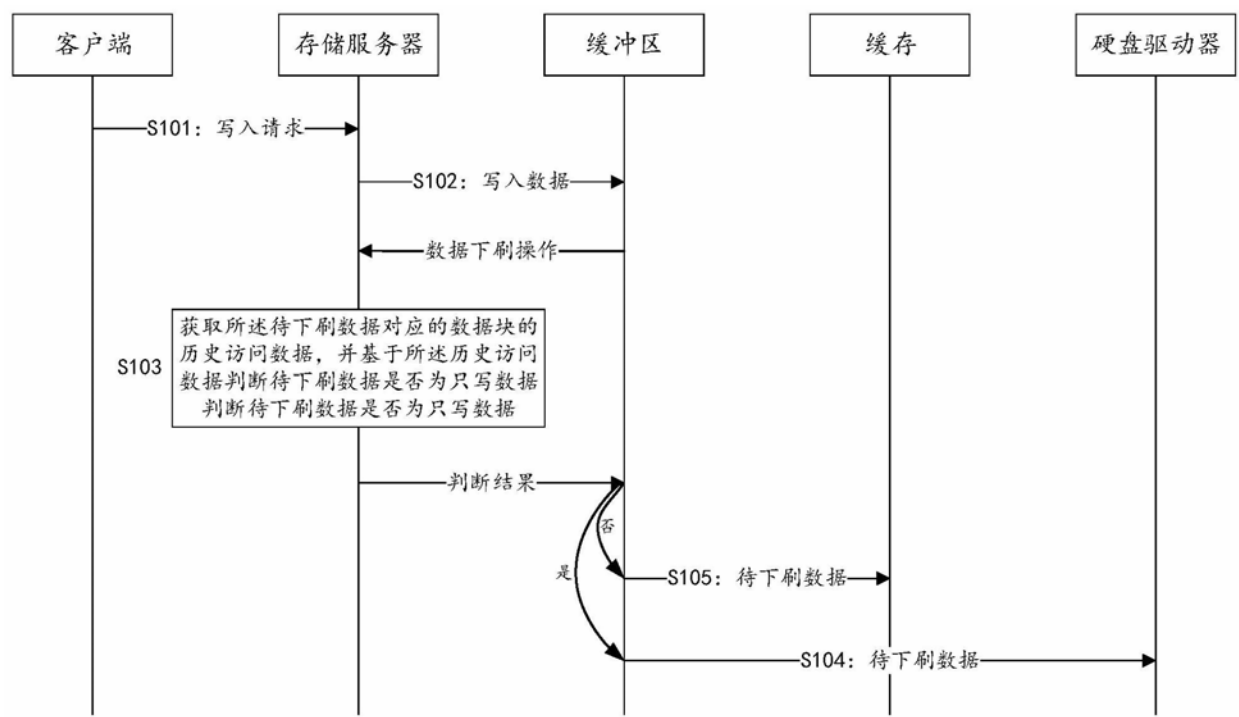 客户端
存储服务器
缓冲区
缓存
硬盘驱动器
S101：写入请求
S102：写入数据
数据下刷操作
S103
获取所述待下刷数据对应的数据块的
历史访问数据，并基于所述历史访问
数据判断待下刷数据是否为只写数据
判断待下刷数据是否为只写数据
判断结果
否
是
S105：待下刷数据
S104：待下刷数据